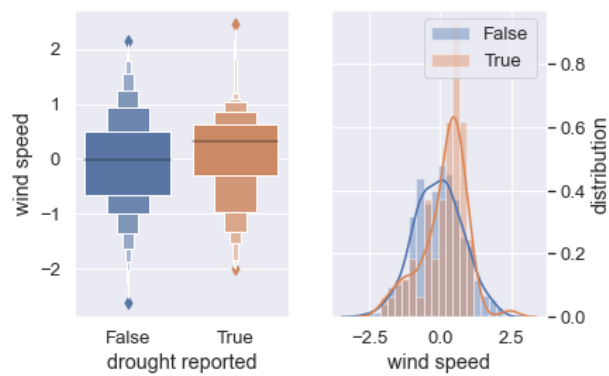 wind speed
2
1
0
−1
−2
False
True
drought reported
False
True
0.8
0.6
0.4
0.2
0.0
distribution
−2.5
0.0
2.5
wind speed